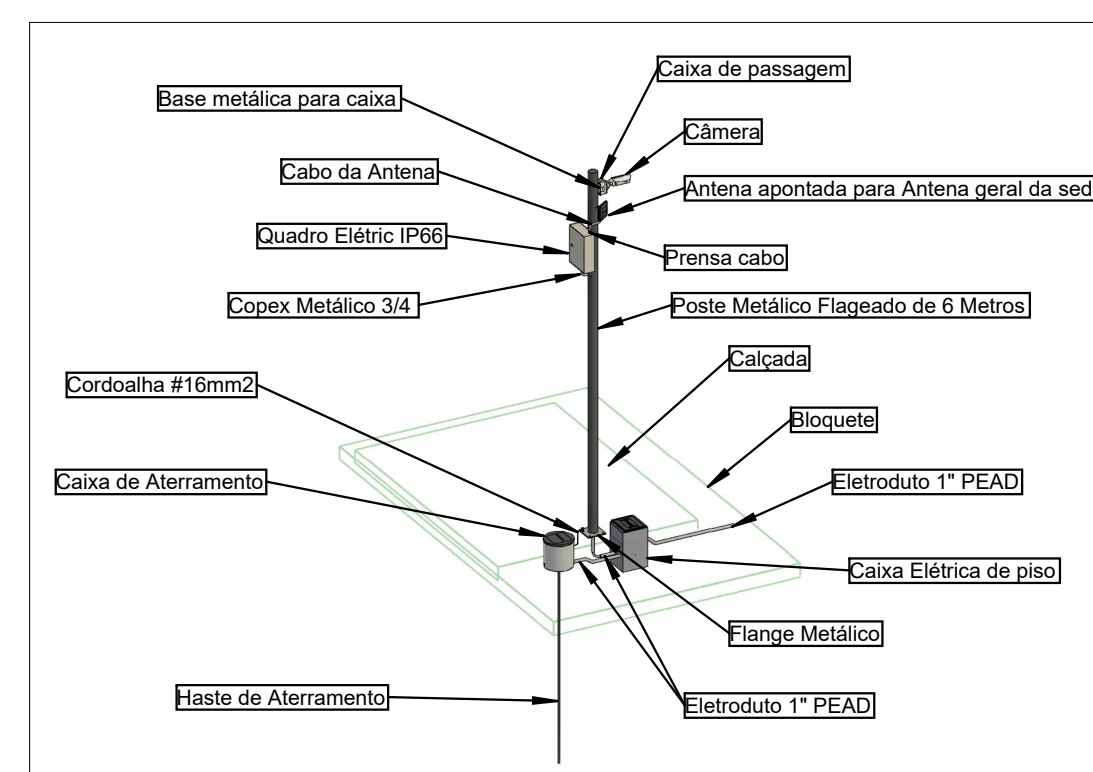 Caixa de passagem
Base metálica para caixa
Câmera
Cabo da Antena
Antena apontada para Antena geral da sed
Quadro Elétric IP66
Prensa cabo
Copex Metálico 3/4
Poste Metálico Flageado de 6 Metros
Calçada
Cordoalha #16mm2
Bloquete
Caixa de Aterramento
Eletroduto 1" PEAD
Caixa Elétrica de piso
Flange Metálico
Haste de Aterramento
Eletroduto 1" PEAD